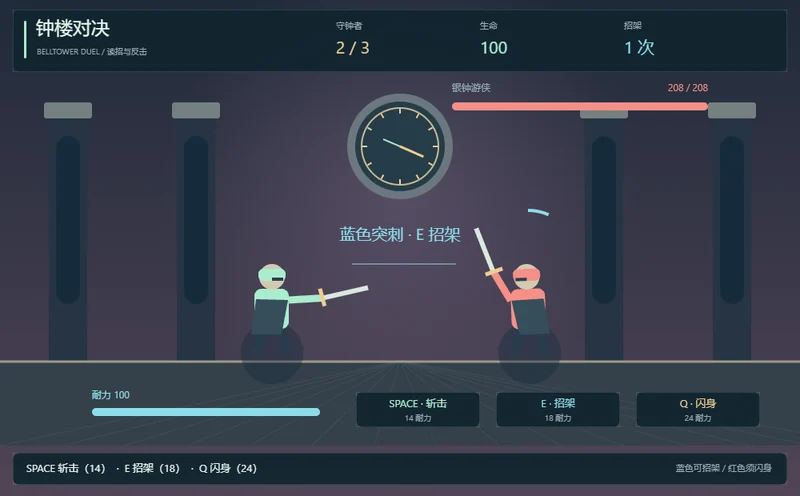 钟楼对决
BELLTOWER DUEL / 读招与反击
守钟者
2 / 3
生命
100
招架
1 次
银钟游侠
208 / 208
蓝色突刺 · E 招架
耐力 100
SPACE · 斩击
14 耐力
E · 招架
18 耐力
Q · 闪身
24 耐力
SPACE 斩击（14） · E 招架（18） · Q 闪身（24）
蓝色可招架 / 红色须闪身